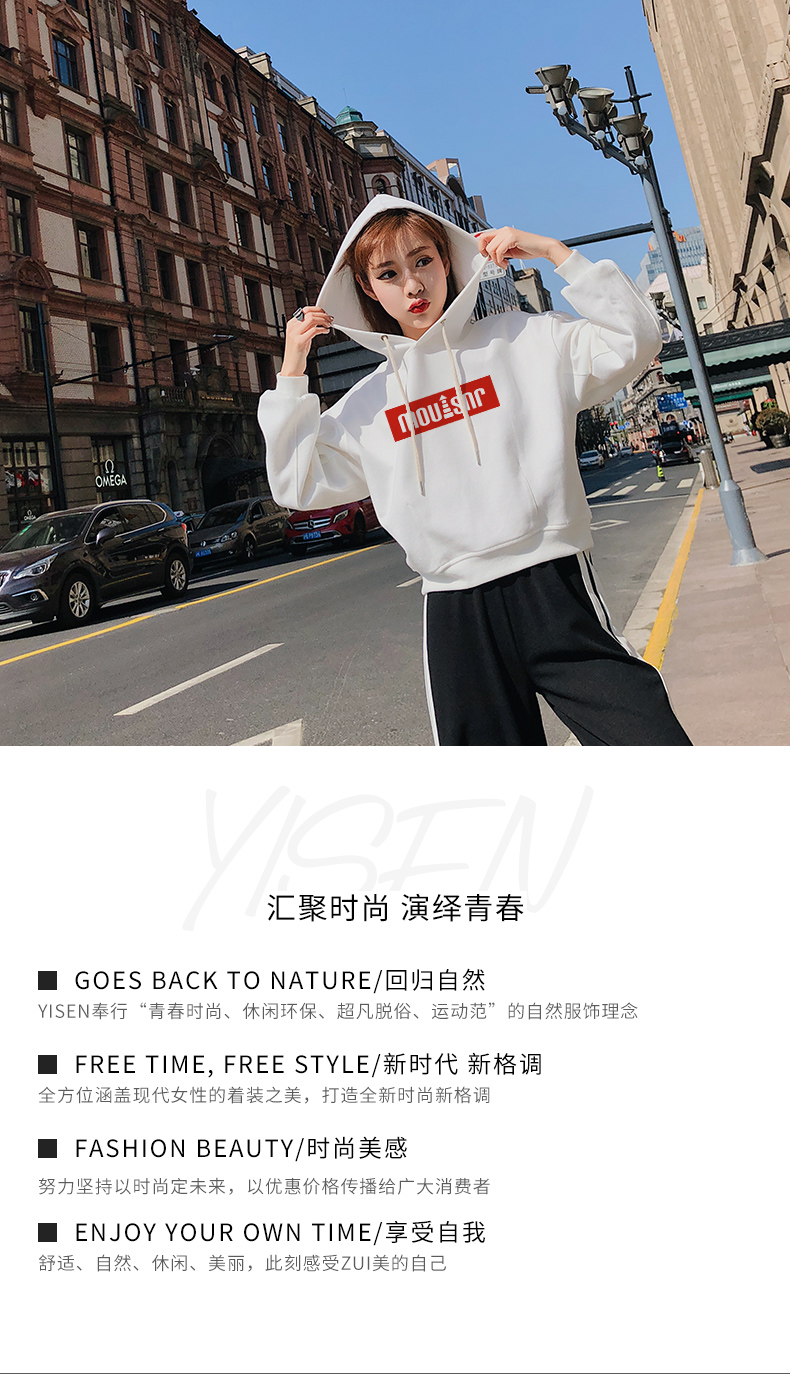 OMEGA
YISEN
汇聚时尚 演绎青春
GOES BACK TO NATURE/回归自然
YISEN奉行“青春时尚、休闲环保、超凡脱俗、运动范”的自然服饰理念
FREE TIME, FREE STYLE/新时代 新格调
全方位涵盖现代女性的着装之美，打造全新时尚新格调
FASHION BEAUTY/时尚美感
努力坚持以时尚定未来，以优惠价格传播给广大消费者
ENJOY YOUR OWN TIME/享受自我
舒适、自然、休闲、美丽，此刻感受ZUI美的自己